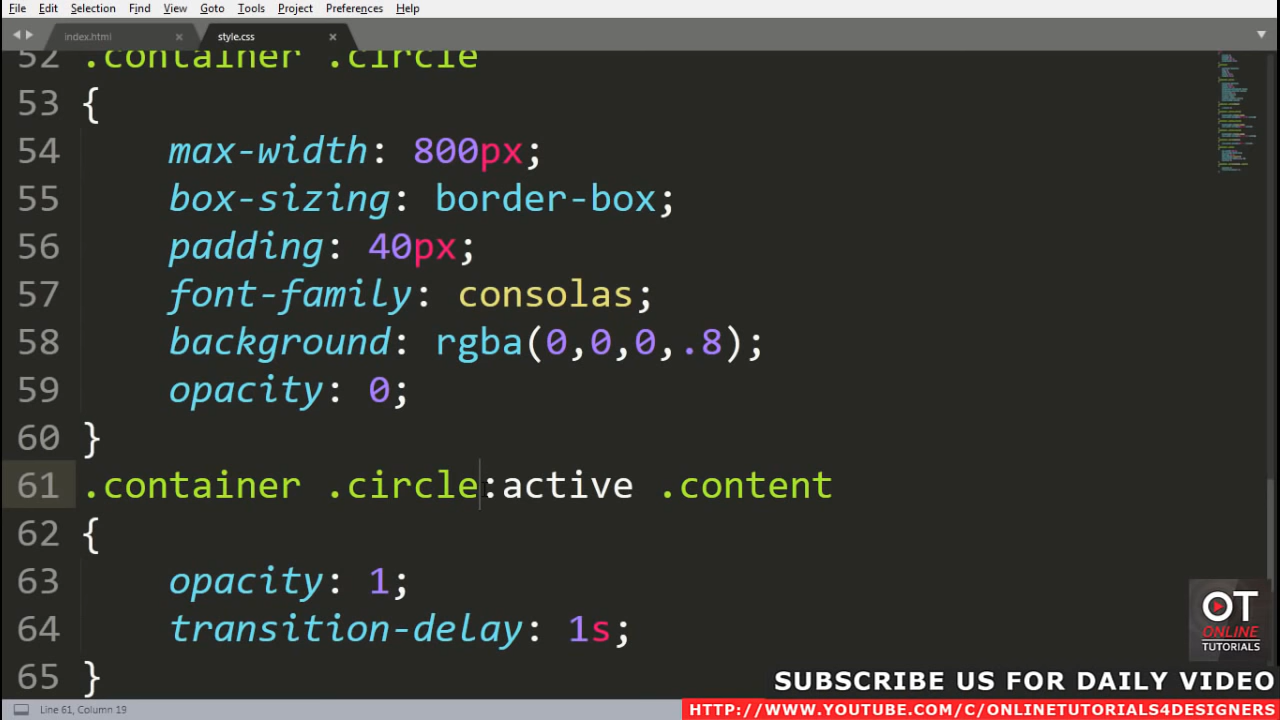 File Edit Selection Find View Goto Tools Project Preferences Help
index.html × style.css ×
52 .container .circle
53 {
54 max-width: 800px;
55 box-sizing: border-box;
56 padding: 40px;
57 font-family: consolas;
58 background: rgba(0,0,0,.8);
59 opacity: 0;
60 }
61 .container .circle:active .content
62 {
63 opacity: 1;
64 transition-delay: 1s;
65 }
OT
ONLINE
TUTORIALS
SUBSCRIBE US FOR DAILY VIDEO
Line 61, Column 19
HTTP://WWW.YOUTUBE.COM/C/ONLINETUTORIALS4DESIGNERS